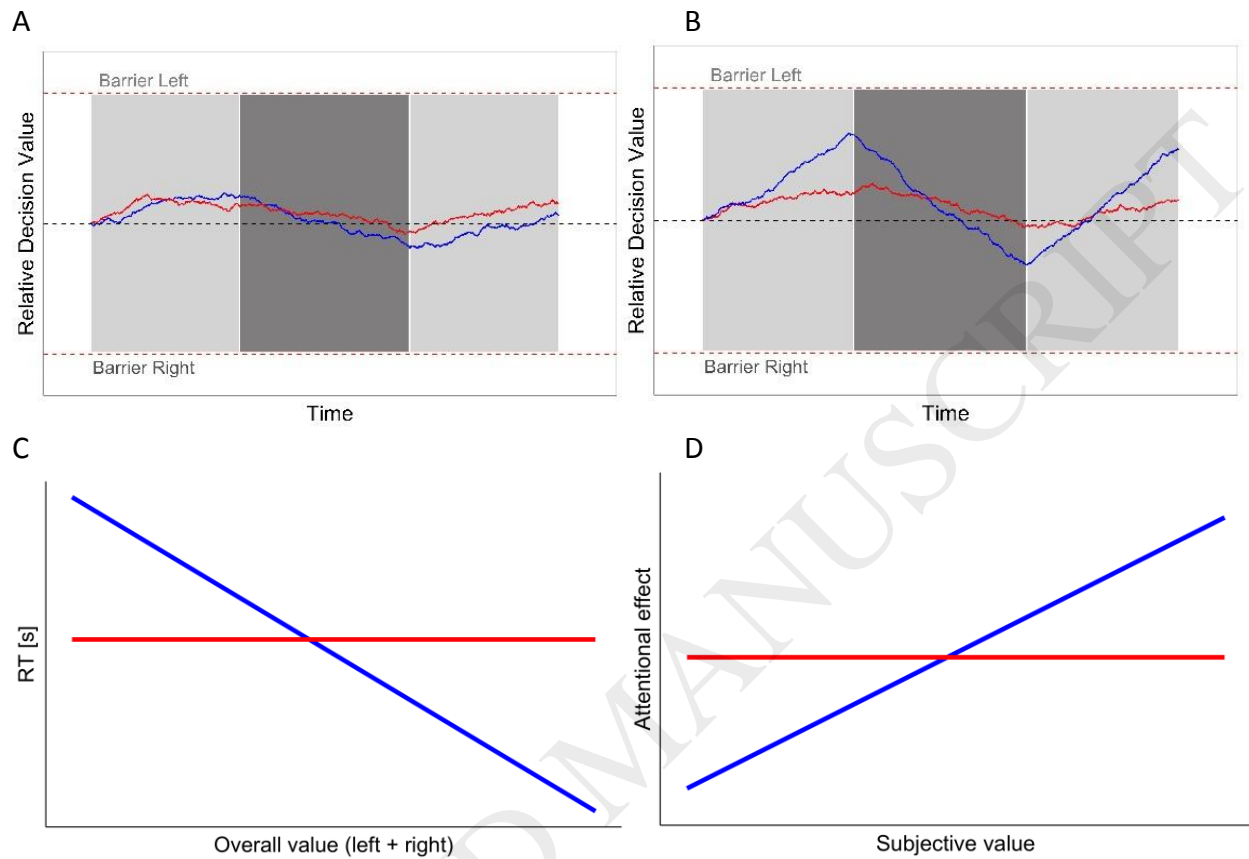 A
B
Barrier Left
Barrier Left
Relative Decision Value
Relative Decision Value
Barrier Right
Barrier Right
Time
Time
C
D
RT [s]
Attentional effect
Overall value (left + right)
Subjective value
D MANUSCRIPT